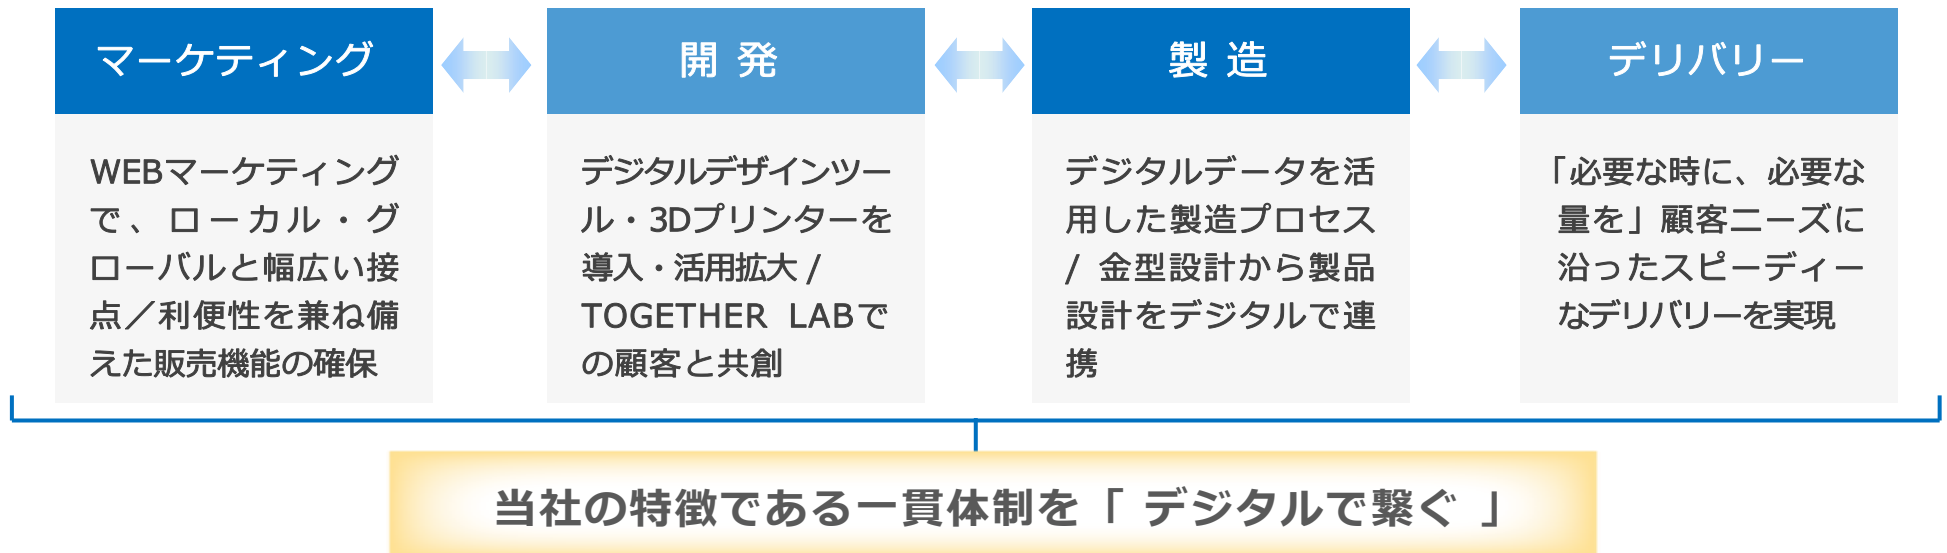 マーケティング
WEBマーケティング
で、ローカル・グ
ローバルと幅広い接
点／利便性を兼ね備
えた販売機能の確保
開 発
デジタルデザインツー
ル・3Dプリンターを
導入・活用拡大 /
TOGETHER LABで
の顧客と共創
製 造
デジタルデータを活
用した製造プロセス
/ 金型設計から製品
設計をデジタルで連
携
デリバリー
「必要な時に、必要な
量を」顧客ニーズに
沿ったスピーディー
なデリバリーを実現
当社の特徴である一貫体制を「 デジタルで繋ぐ 」